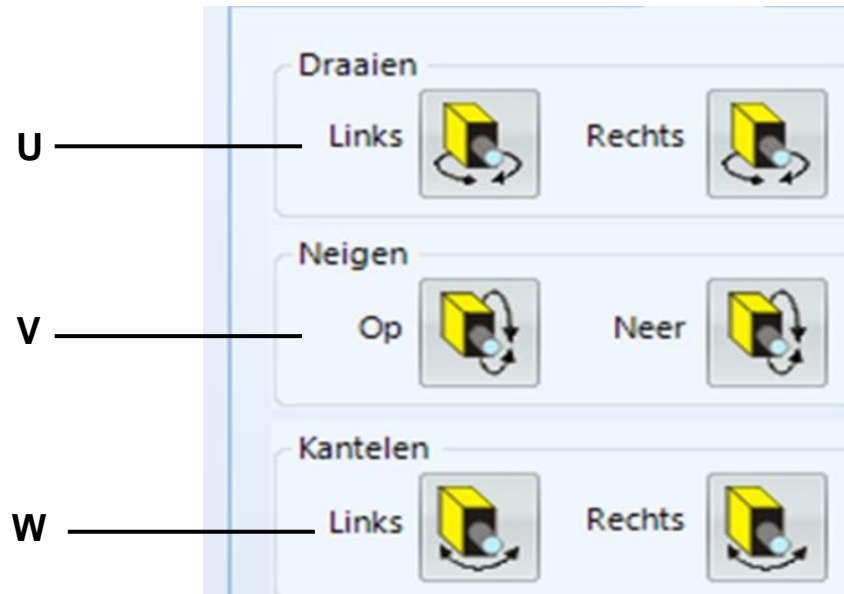 Draaien
U Links Rechts
Neigen
V Op Neer
Kantelen
W Links Rechts